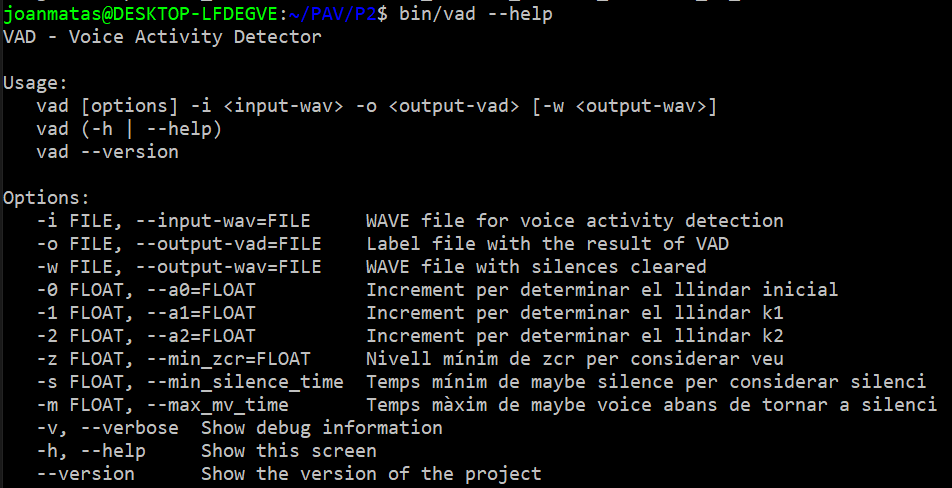 joanmatas@DESKTOP-LFDEGVE:~/PAV/P2$ bin/vad --help
VAD - Voice Activity Detector

Usage:
   vad [options] -i <input-wav> -o <output-vad> [-w <output-wav>]
   vad (-h | --help)
   vad --version

Options:
   -i FILE, --input-wav=FILE     WAVE file for voice activity detection
   -o FILE, --output-vad=FILE    Label file with the result of VAD
   -w FILE, --output-wav=FILE    WAVE file with silences cleared
   -0 FLOAT, --a0=FLOAT          Increment per determinar el llindar inicial
   -1 FLOAT, --a1=FLOAT          Increment per determinar el llindar k1
   -2 FLOAT, --a2=FLOAT          Increment per determinar el llindar k2
   -z FLOAT, --min_zcr=FLOAT     Nivell mínim de zcr per considerar veu
   -s FLOAT, --min_silence_time  Temps mínim de maybe silence per considerar silenci
   -m FLOAT, --max_mv_time       Temps màxim de maybe voice abans de tornar a silenci
   -v, --verbose  Show debug information
   -h, --help     Show this screen
   --version      Show the version of the project